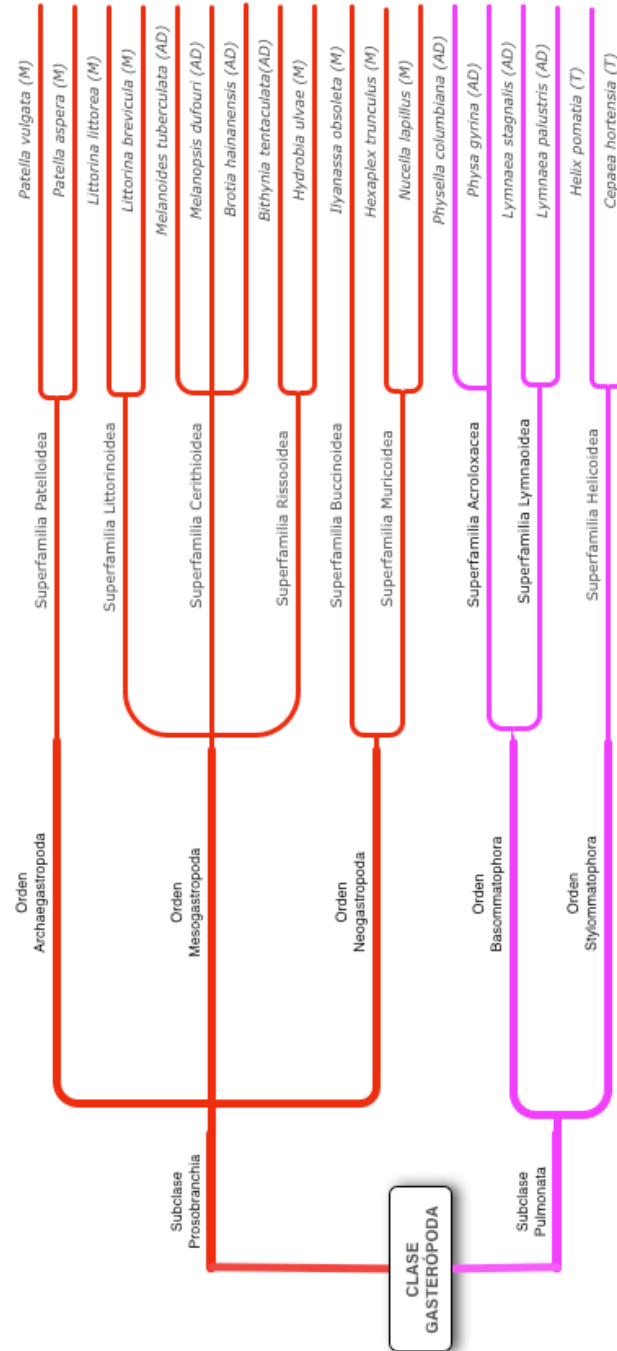 Patella vulgata (M)
Patella aspera (M)
Littorina littorea (M)
Littorina brevicula (M)
Melanoides tuberculata (AD)
Melanopsis dufouri (AD)
Brotia hainanensis (AD)
Bithynia tentaculata(AD)
Hydrobia ulvae (M)
Ilyanassa obsoleta (M)
Hexaplex trunculus (M)
Nucella lapillus (M)
Physella columbiana (AD)
Physa gyrina (AD)
Lymnaea stagnalis (AD)
Lymnaea palustris (AD)
Helix pomatia (T)
Cepaea hortensia (T)
Superfamilia Patelloidea
Superfamilia Littorinoidea
Superfamilia Cerithioidea
Superfamilia Rissooidea
Superfamilia Buccinoidea
Superfamilia Muricoidea
Superfamilia Acroloxacea
Superfamilia Lymnaoidea
Superfamilia Helicoidea
Orden
Archaegastropoda
Orden
Mesogastropoda
Orden
Neogastropoda
Orden
Basommatophora
Orden
Stylommatophora
Subclase
Prosobranchia
Subclase
Pulmonata
CLASE
GASTERÓPODA